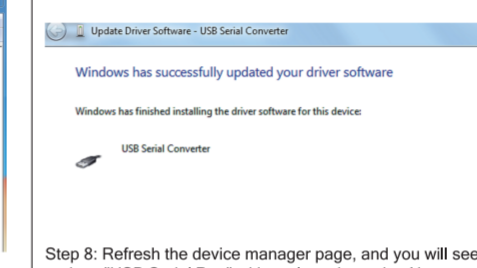 Update Driver Software - USB Serial Converter
Windows has successfully updated your driver software
Windows has finished installing the driver software for this device:
USB Serial Converter
Step 8: Refresh the device manager page, and you will see